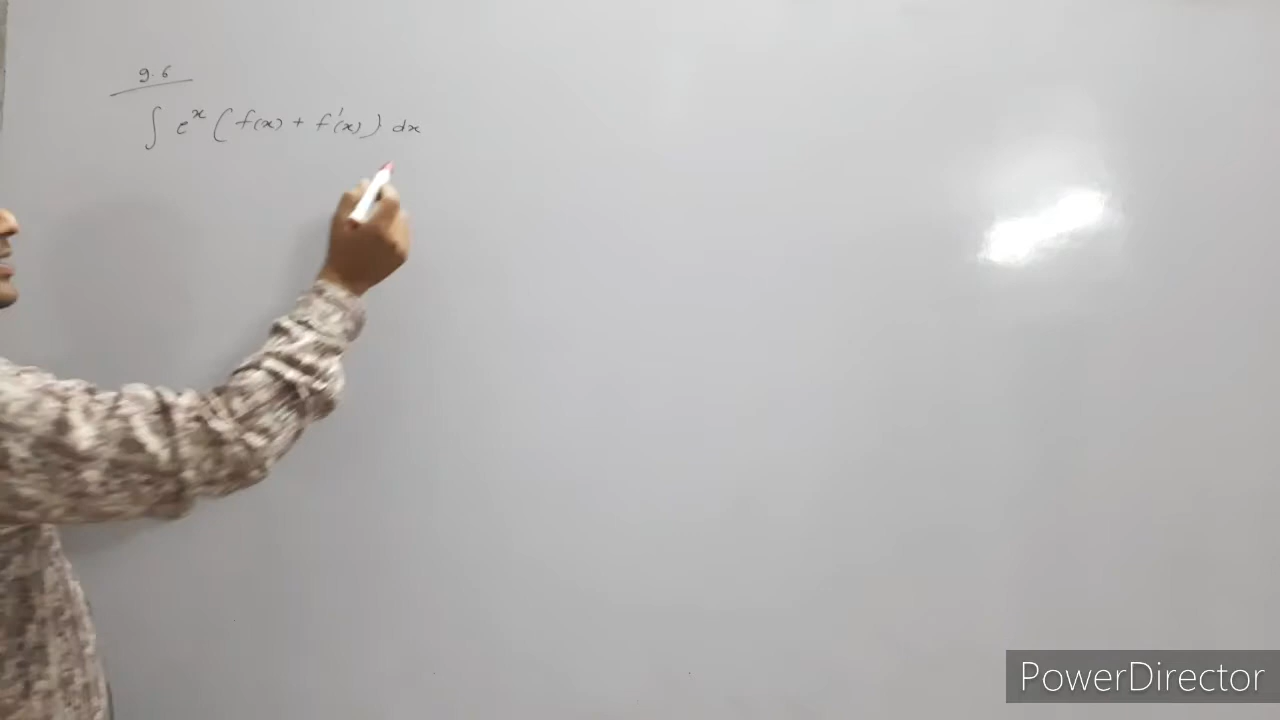 9.6
∫ e^x (f(x) + f'(x)) dx
PowerDirector